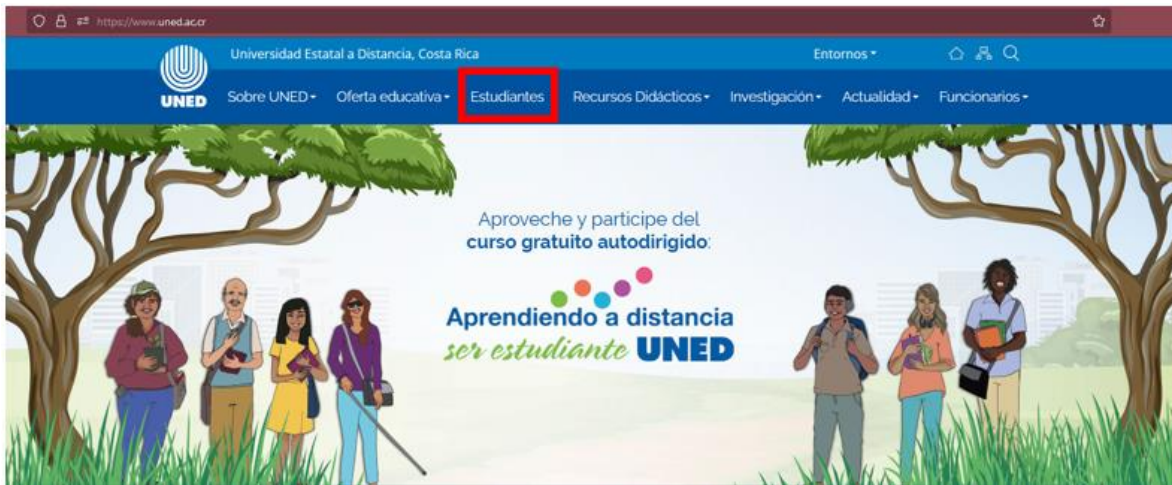 https://www.uned.ac.cr
Universidad Estatal a Distancia, Costa Rica
Entornos
UNED
Sobre UNED
Oferta educativa
Estudiantes
Recursos Didácticos
Investigación
Actualidad
Funcionarios
Aproveche y participe del
curso gratuito autodirigido:
Aprendiendo a distancia
ser estudiante UNED